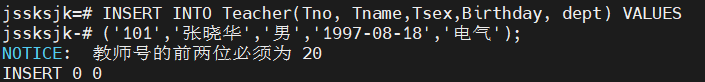 jssksjk=# INSERT INTO Teacher(Tno, Tname,Tsex,Birthday, dept) VALUES
jssksjk-# ('101','张晓华','男','1997-08-18','电气');
NOTICE:  教师号的前两位必须为 20
INSERT 0 0